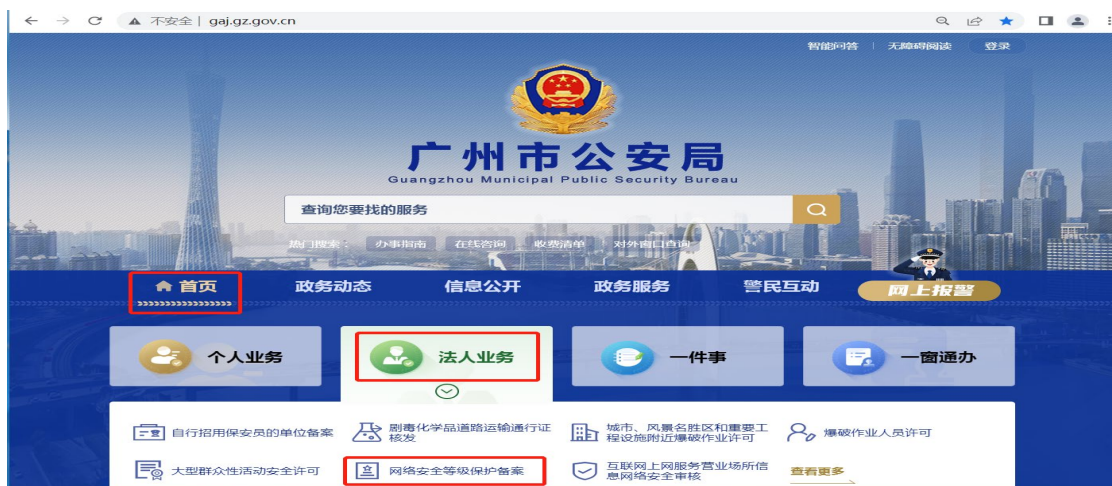 不安全 | gaj.gz.gov.cn
智能问答 | 无障碍阅读 登录
广州市公安局
Guangzhou Municipal Public Security Bureau
查询您要找的服务
热门搜索： 办事指南 在线咨询 收费清单 对外窗口查询
首页 政务动态 信息公开 政务服务 警民互动 网上报警
个人业务 法人业务 一件事 一窗通办
自行招用保安员的单位备案 剧毒化学品道路运输通行证核发 城市、风景名胜区和重要工程设施附近爆破作业许可 爆破作业人员许可
大型群众性活动安全许可 网络安全等级保护备案 互联网上网服务营业场所信息网络安全审核 查看更多